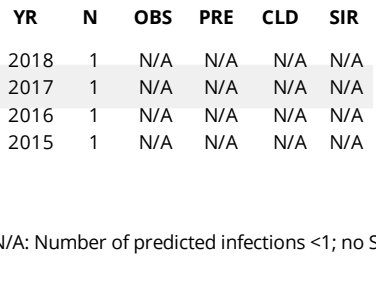 YR N OBS PRE CLD SIR
2018 1 N/A N/A N/A N/A
2017 1 N/A N/A N/A N/A
2016 1 N/A N/A N/A N/A
2015 1 N/A N/A N/A N/A
N/A: Number of predicted infections <1; no